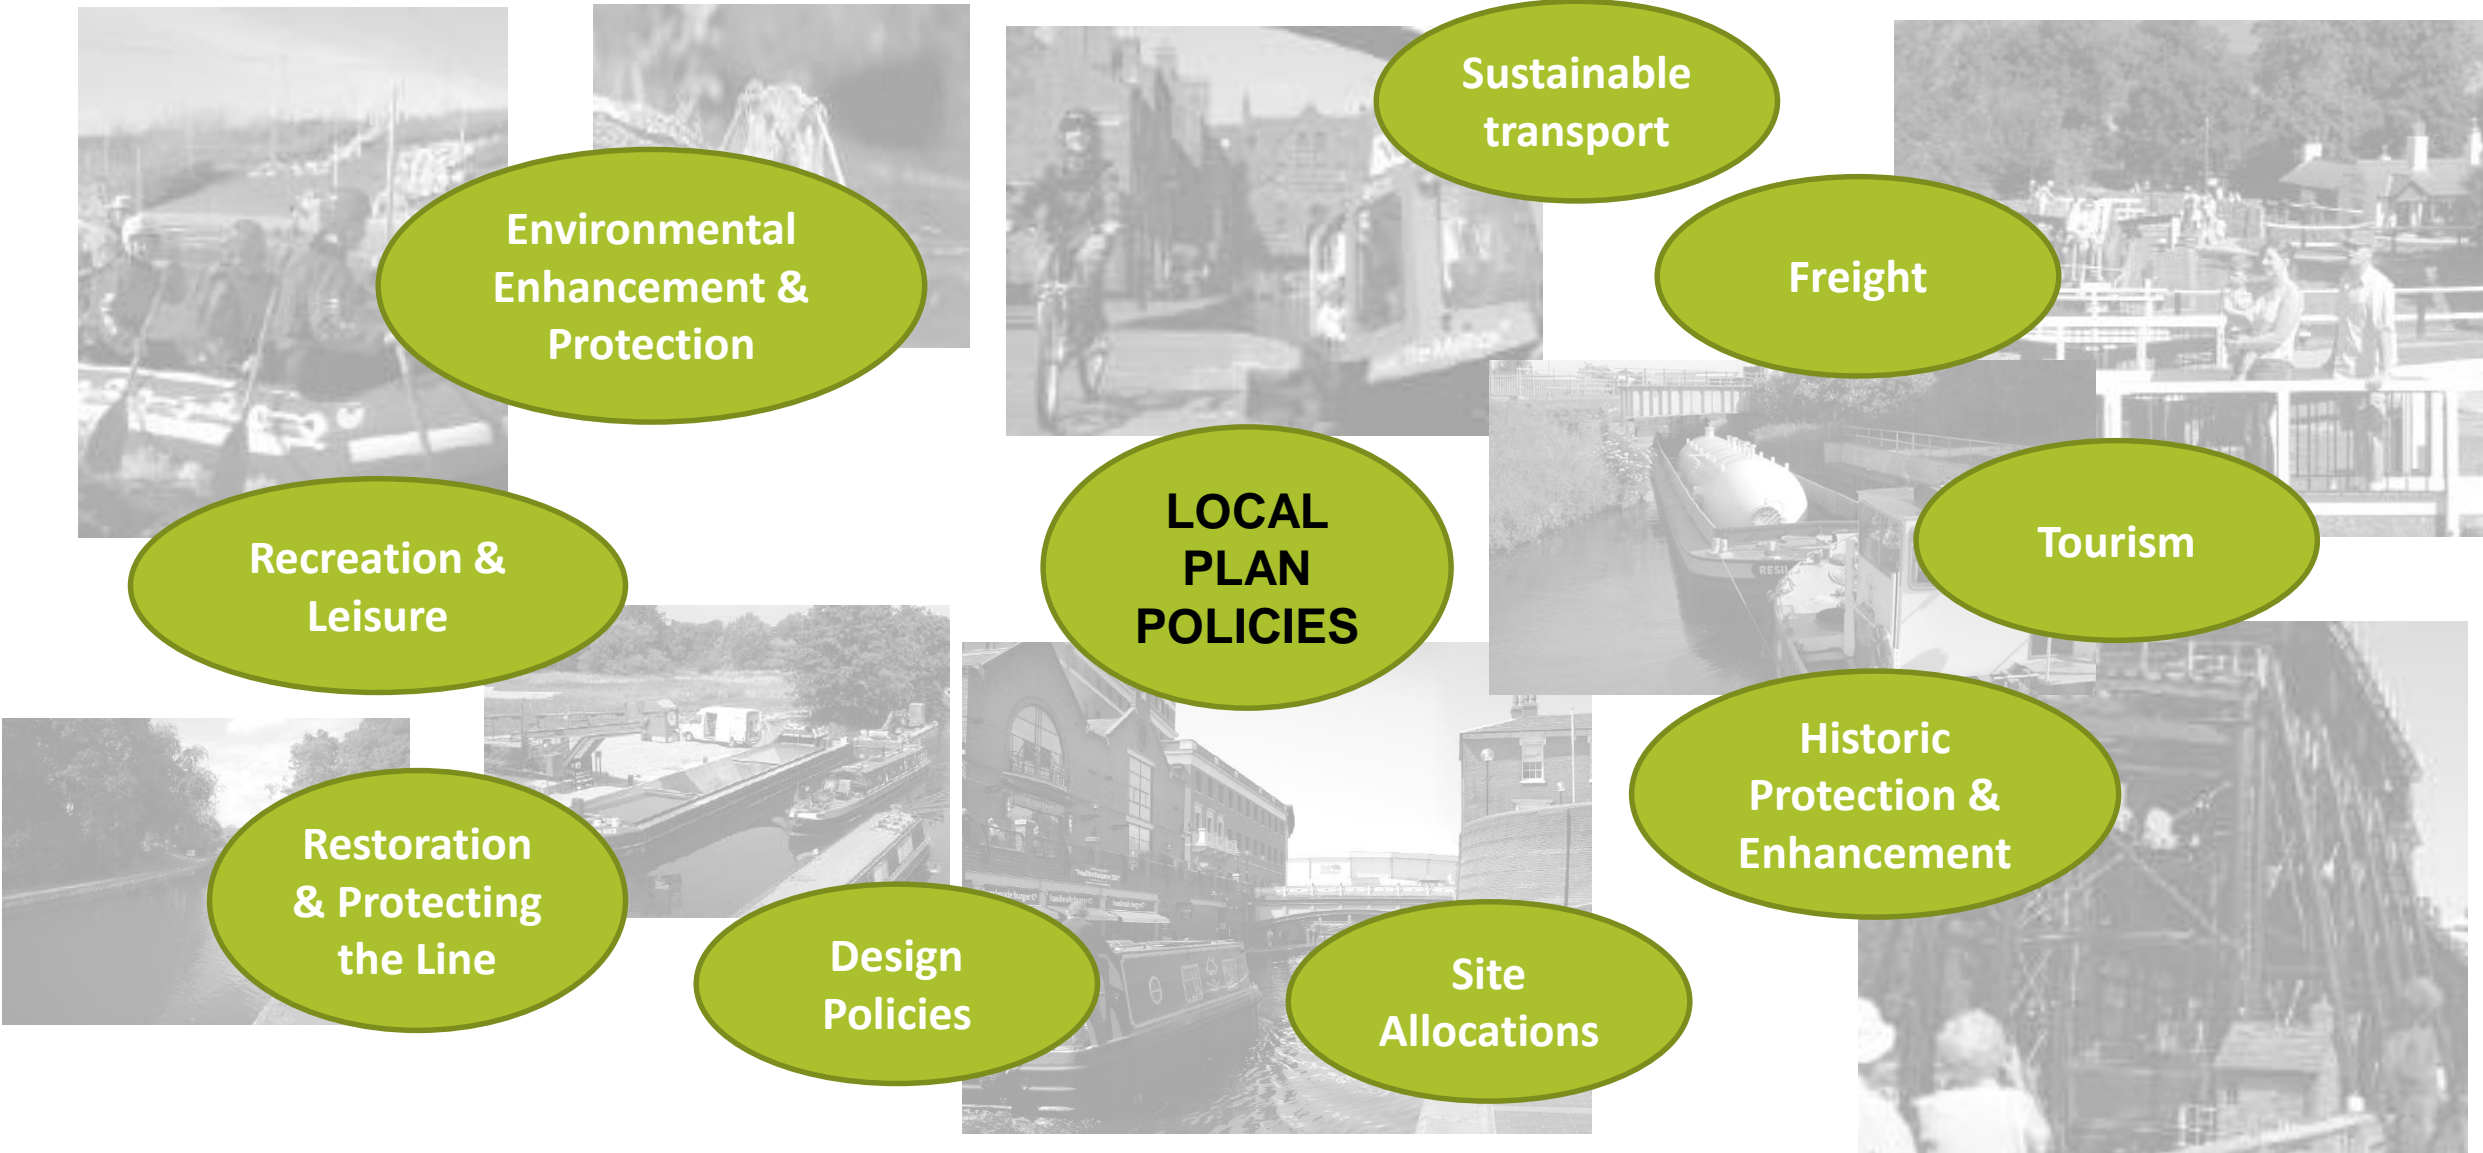 Sustainable
transport
Environmental
Enhancement &
Protection
Freight
LOCAL
PLAN
POLICIES
Tourism
Recreation &
Leisure
Historic
Protection &
Enhancement
Restoration
& Protecting
the Line
Design
Policies
Site
Allocations